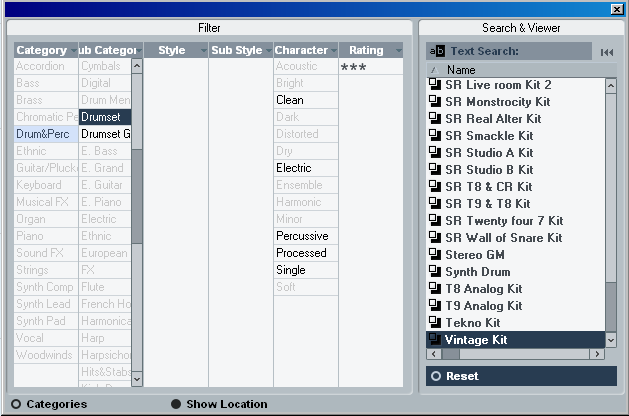 Filter
Category
ub Categor
Style
Sub Style
Character
Rating
Accordion
Bass
Brass
Chromatic Pe
Drum&Perc
Ethnic
Guitar/Plucke
Keyboard
Musical FX
Organ
Piano
Sound FX
Strings
Synth Comp
Synth Lead
Synth Pad
Vocal
Woodwinds
Cymbals
Digital
Drum Men
Drumset
Drumset G
E. Bass
E. Grand
E. Guitar
E. Piano
Electric
Ethnic
European
FX
Flute
French Ho
Harmonica
Harp
Harpsichor
Hits&Stabs
Acoustic
Bright
Clean
Dark
Distorted
Dry
Electric
Ensemble
Harmonic
Minor
Percussive
Processed
Single
Soft
***
Categories
Show Location
Search & Viewer
ab Text Search:
Name
SR Live room Kit 2
SR Monstrocity Kit
SR Real Alter Kit
SR Smackle Kit
SR Studio A Kit
SR Studio B Kit
SR T8 & CR Kit
SR T9 & T8 Kit
SR Twenty four 7 Kit
SR Wall of Snare Kit
Stereo GM
Synth Drum
T8 Analog Kit
T9 Analog Kit
Tekno Kit
Vintage Kit
Reset